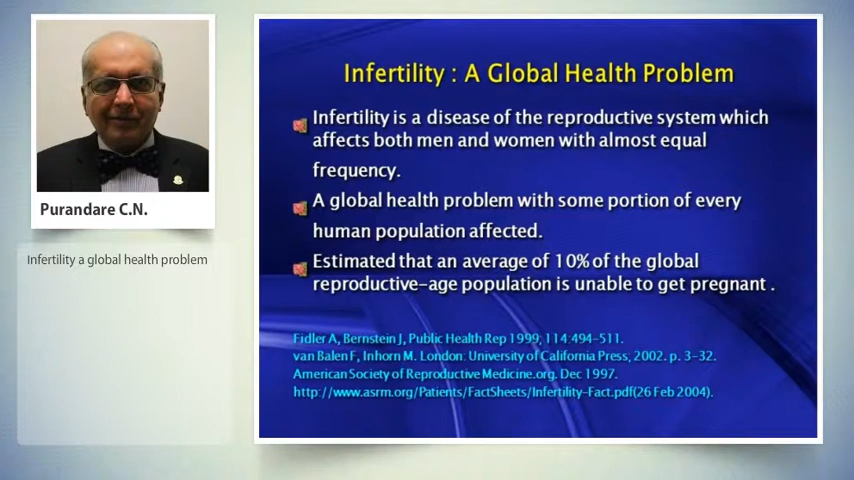 Purandare C.N.
Infertility a global health problem
Infertility : A Global Health Problem
Infertility is a disease of the reproductive system which
affects both men and women with almost equal
frequency.
A global health problem with some portion of every
human population affected.
Estimated that an average of 10% of the global
reproductive-age population is unable to get pregnant .
Fidler A, Bernstein J, Public Health Rep 1999; 114:494-511.
van Balen F, Inhorn M. London: University of California Press; 2002. p. 3-32.
American Society of Reproductive Medicine.org. Dec 1997.
http://www.asrm.org/Patients/FactSheets/Infertility-Fact.pdf(26 Feb 2004).